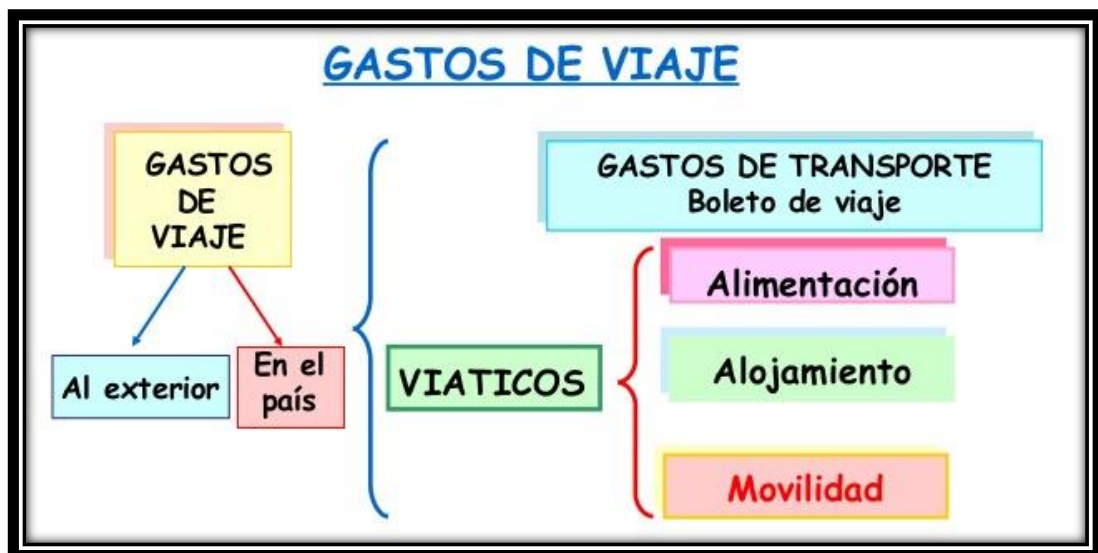 GASTOS DE VIAJE
GASTOS
DE
VIAJE
Al exterior
En el
país
GASTOS DE TRANSPORTE
Boleto de viaje
VIATICOS
Alimentación
Alojamiento
Movilidad